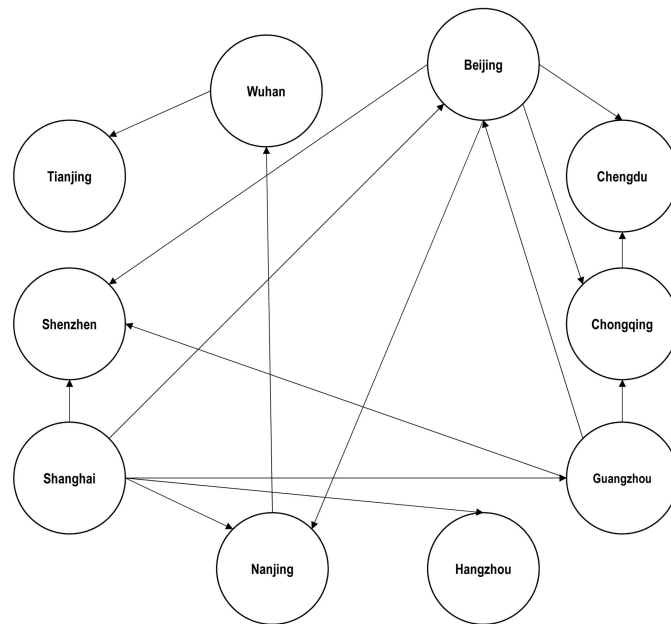 Beijing
Wuhan
Tianjing
Chengdu
Shenzhen
Chongqing
Shanghai
Guangzhou
Nanjing
Hangzhou